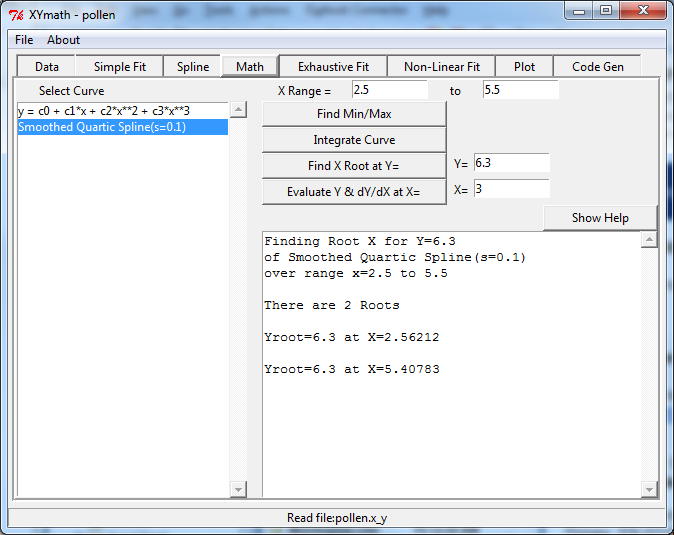 XYmath - pollen
File About
Data Simple Fit Spline Math Exhaustive Fit Non-Linear Fit Plot Code Gen
Select Curve
y = c0 + c1*x + c2*x**2 + c3*x**3
Smoothed Quartic Spline(s=0.1)
X Range = 2.5 to 5.5
Find Min/Max
Integrate Curve
Find X Root at Y= Y= 6.3
Evaluate Y & dY/dX at X= X= 3
Show Help
Finding Root X for Y=6.3
of Smoothed Quartic Spline(s=0.1)
over range x=2.5 to 5.5
There are 2 Roots
Yroot=6.3 at X=2.56212
Yroot=6.3 at X=5.40783
Read file:pollen.x_y